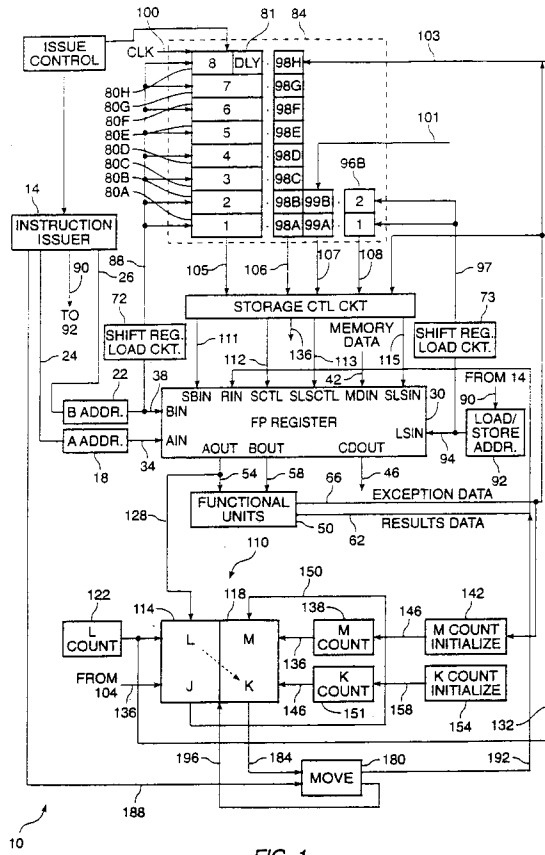 100
81
84
ISSUE CONTROL
CLK
103
8 DLY 98H
80H
7 98G
80G
80F
6 98F
80E
5 98E
101
80D
4 98D
80C
96B
14
80B
3 98C
80A
2 98B 99B 2
INSTRUCTION ISSUER
1 98A 99A 1
26
88
105
106
107
108
97
90
72
TO 92
STORAGE CTL CKT
73
24
SHIFT REG. LOAD CKT.
111
136
MEMORY DATA
SHIFT REG. LOAD CKT.
112
113
115
22
38
42
FROM 14
SBIN RIN SCTL SLSCTL MDIN SLSIN
30
90
B ADDR.
BIN
FP REGISTER
LSIN
LOAD/ STORE ADDR.
A ADDR.
AIN
94
18
34
AOUT BOUT CDOUT
92
54
58
46
66
EXCEPTION DATA
128
FUNCTIONAL UNITS
50
62
RESULTS DATA
110
122
114
118
150
138
142
L COUNT
L M
M COUNT
146
M COUNT INITIALIZE
136
FROM 104
J K
K COUNT
K COUNT INITIALIZE
136
146
151
158
154
132
196
184
180
192
MOVE
188
10
FIG. 1